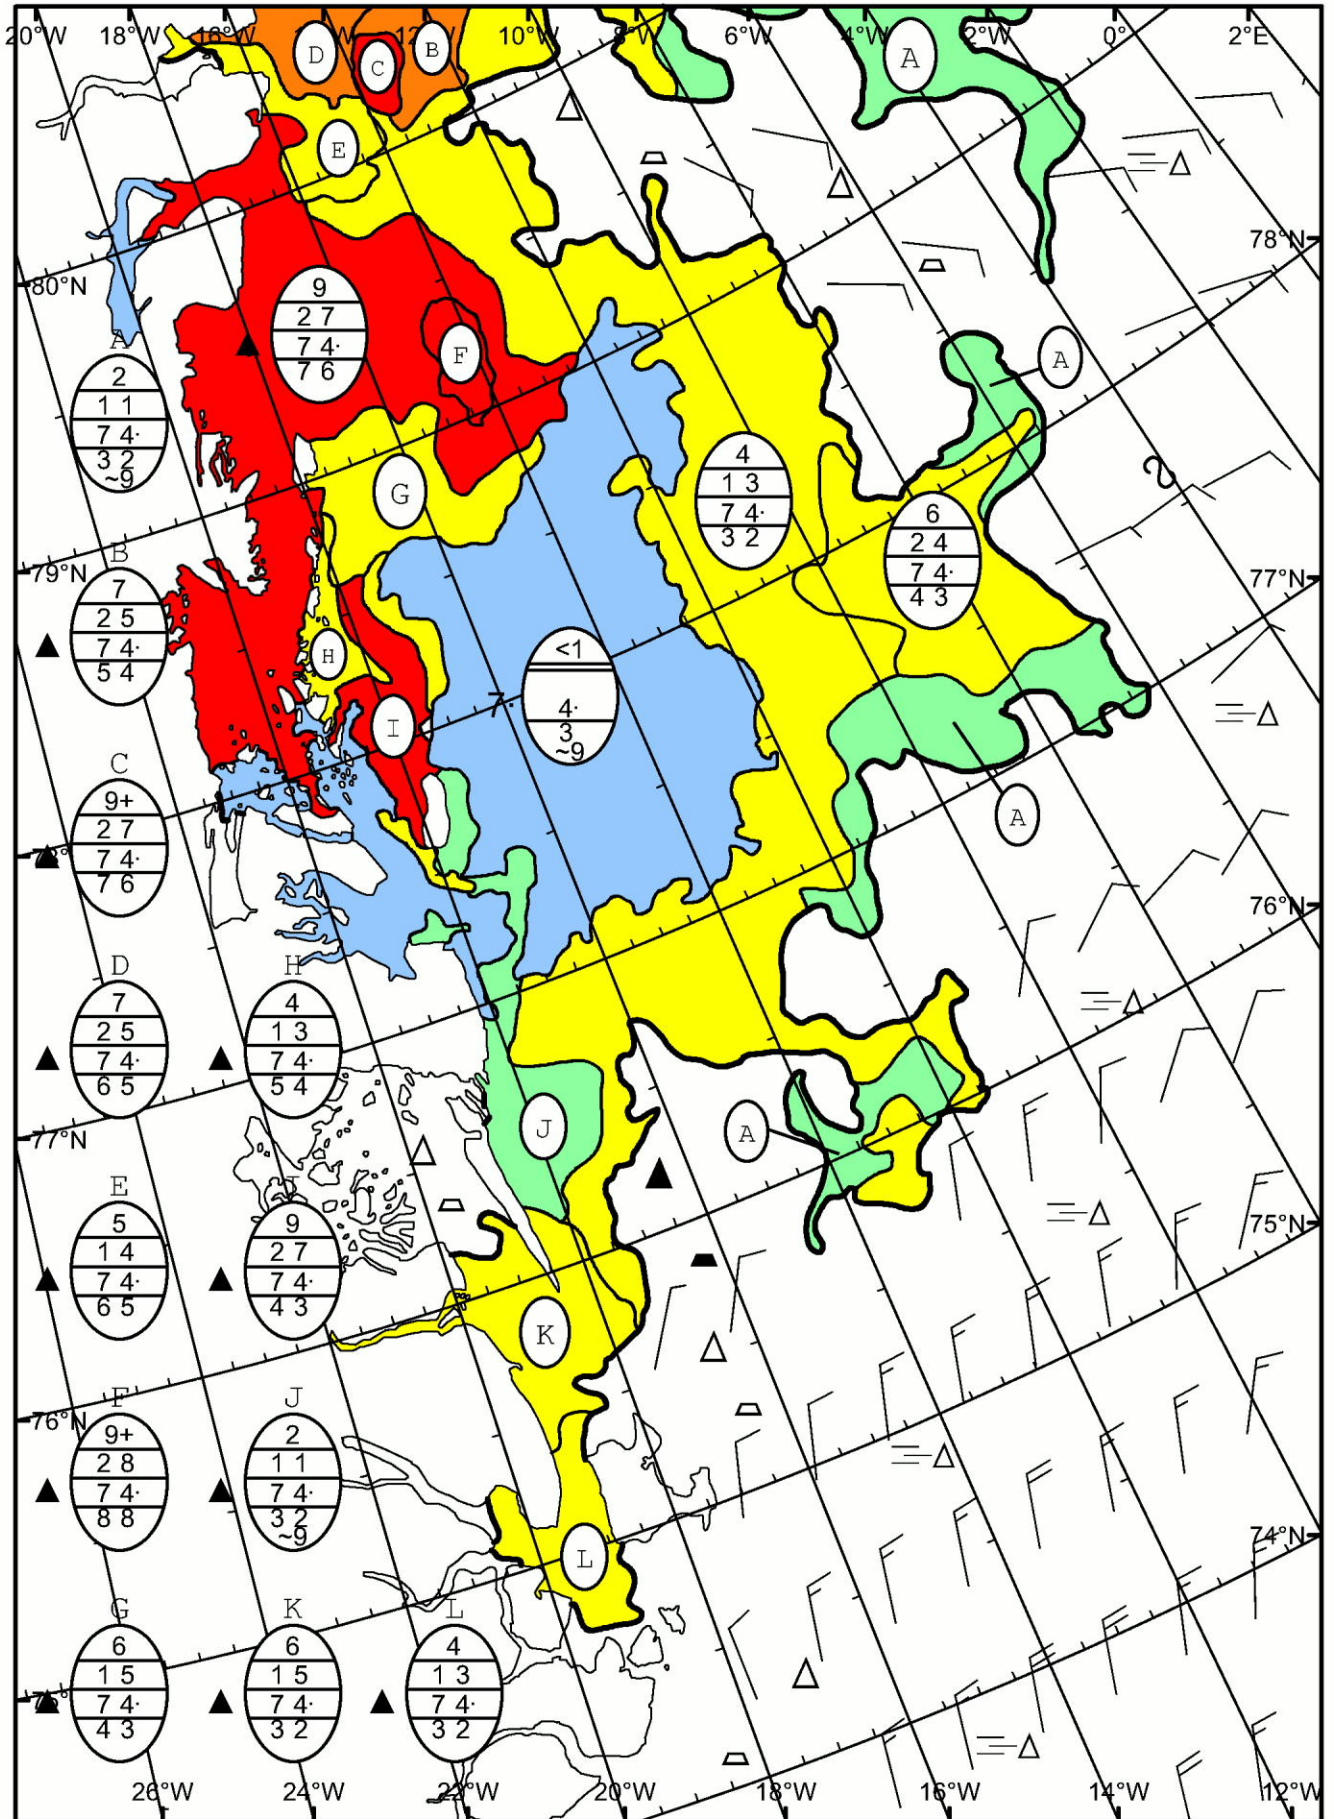 20°W 18°W 16°W 12°W 10°W 8°W 6°W 4°W 2°W 0° 2°E
D C B A
E
78°N
80°N
9
2 7
7 4·
7 6
F
A
A
2
1 1
7 4·
3 2
~9
G
4
1 3
7 4·
3 2
6
2 4
7 4·
4 3
79°N
77°N
B
7
2 5
7 4·
5 4
H
I
<1
7·
4·
3
~9
A
C
9+
2 7
7 4·
7 6
76°N
D
7
2 5
7 4·
6 5
H
4
1 3
7 4·
5 4
J
A
77°N
75°N
E
5
1 4
7 4·
6 5
I
9
2 7
7 4·
4 3
K
76°N
F
9+
2 8
7 4·
8 8
J
2
1 1
7 4·
3 2
~9
L
74°N
G
6
1 5
7 4·
4 3
K
6
1 5
7 4·
3 2
L
4
1 3
7 4·
3 2
26°W 24°W 22°W 20°W 18°W 16°W 14°W 12°W